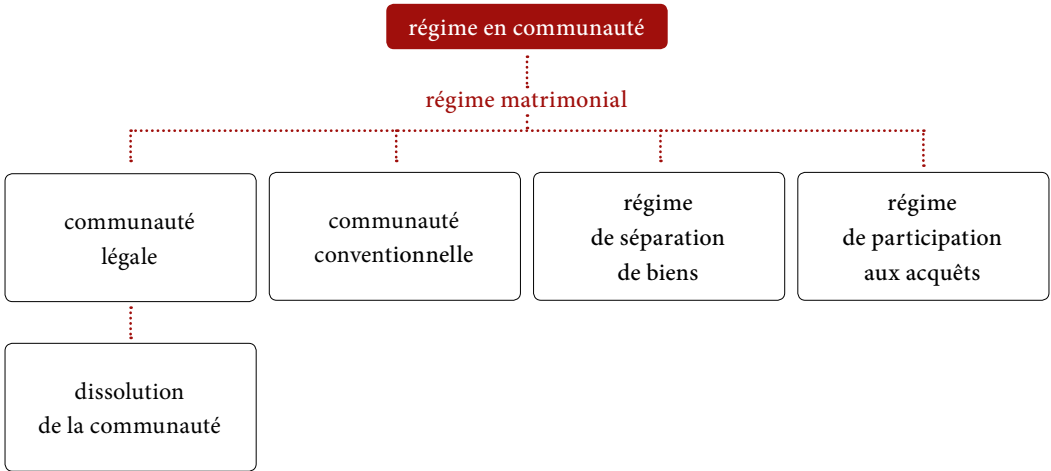 régime en communauté
régime matrimonial
communauté
légale
communauté
conventionnelle
régime
de séparation
de biens
régime
de participation
aux acquêts
dissolution
de la communauté